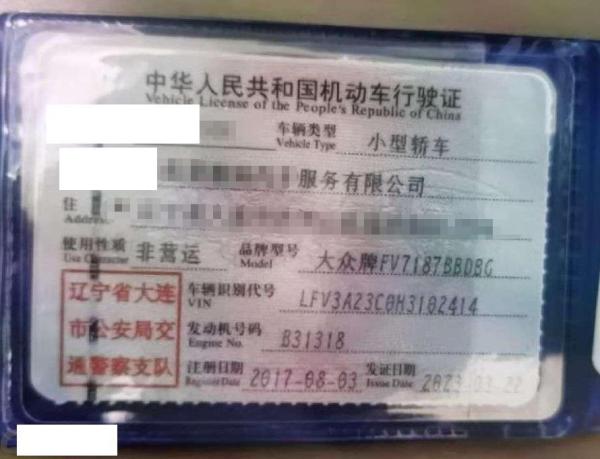 中华人民共和国机动车行驶证
Vehicle License of the People's Republic of China
车辆类型 小型轿车
Vehicle Type
服务有限公司
住
Address
使用性质 非营运 品牌型号 大众牌FV7187BBDBG
Use Character Model
辽宁省大连
市公安局交
通警察支队
车辆识别代号 LFV3A23C0H3102414
VIN
发动机号码 B31318
Engine No.
注册日期 2017-08-03 发证日期 2023-03-22
Register Date Issue Date